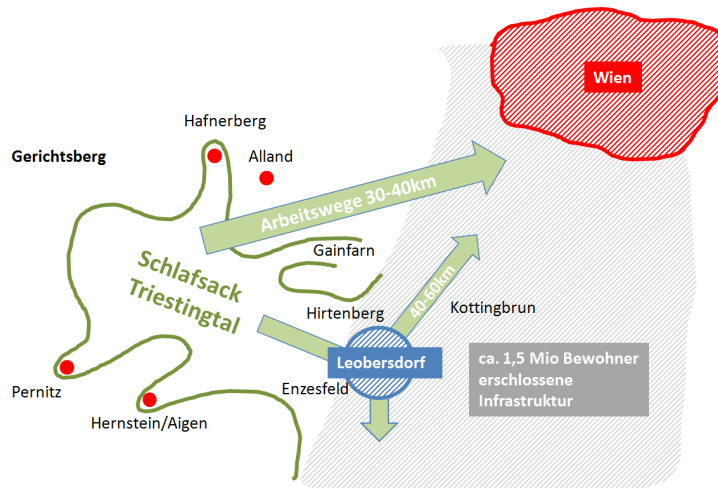 Wien
Hafnerberg
Gerichtsberg
Alland
Arbeitswege 30-40km
Gainfarn
Schlafsack
Triestingtal
40-60km
Hirtenberg
Kottingbrun
Leobersdorf
ca. 1,5 Mio Bewohner
erschlossene
Infrastruktur
Enzesfeld
Pernitz
Hernstein/Aigen